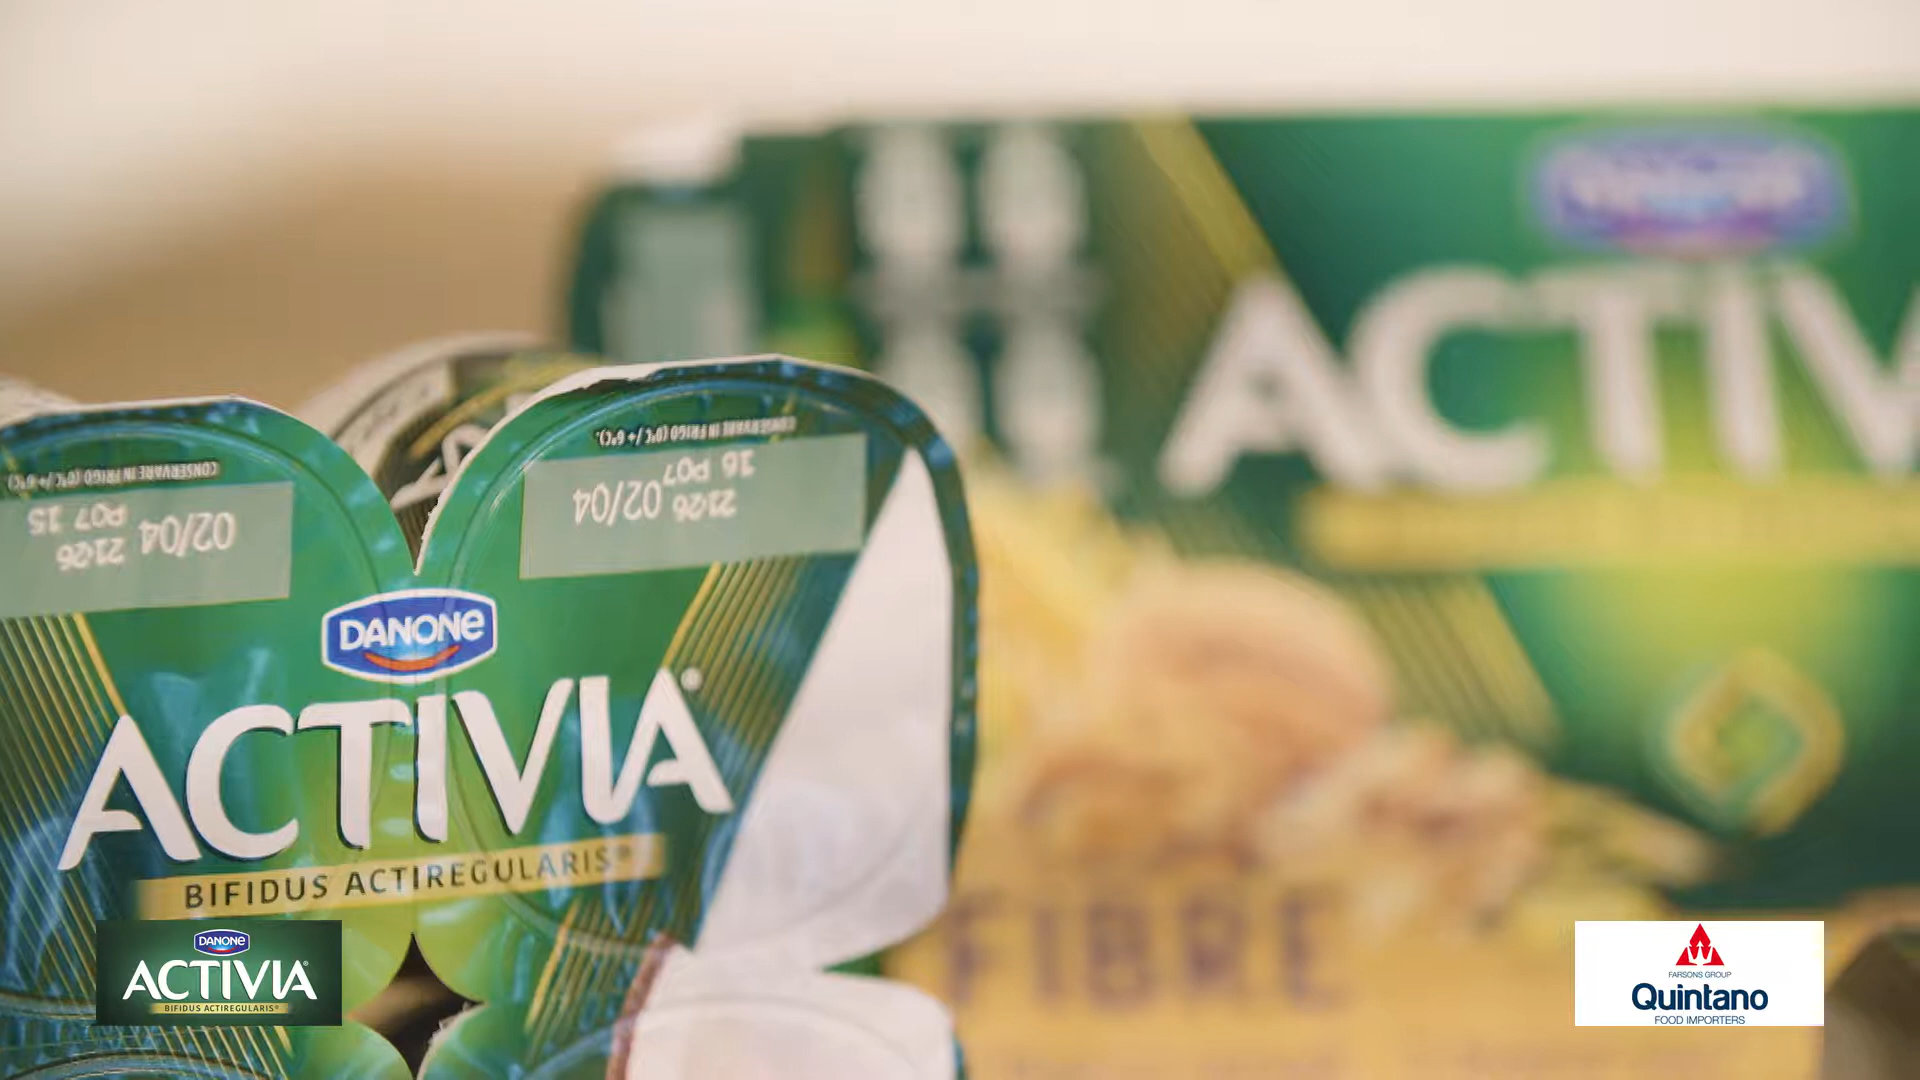 CONSERVARE IN FRIGO (0°C /+ 6°C).
02/04 21:26
P07 15
CONSERVARE IN FRIGO (0°C /+ 6°C).
02/04 21:26
P07 16
DANONE
ACTIVIA®
BIFIDUS ACTIREGULARIS®
ACTIV
FIBRE
DANONE
ACTIVIA®
BIFIDUS ACTIREGULARIS®
FARSONS GROUP
Quintano
FOOD IMPORTERS